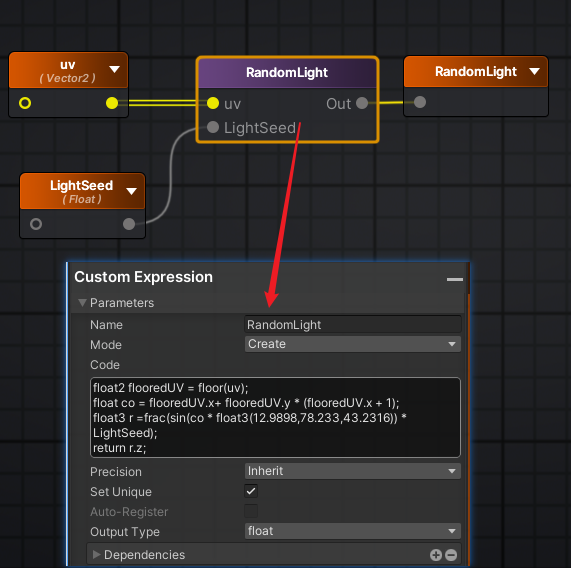 uv
( Vector2 )
RandomLight
uv
Out
LightSeed
RandomLight
LightSeed
( Float )
Custom Expression
Parameters
Name RandomLight
Mode Create
Code
float2 flooredUV = floor(uv);
float co = flooredUV.x+ flooredUV.y * (flooredUV.x + 1);
float3 r =frac(sin(co * float3(12.9898,78.233,43.2316)) *
LightSeed);
return r.z;
Precision Inherit
Set Unique
Auto-Register
Output Type float
Dependencies